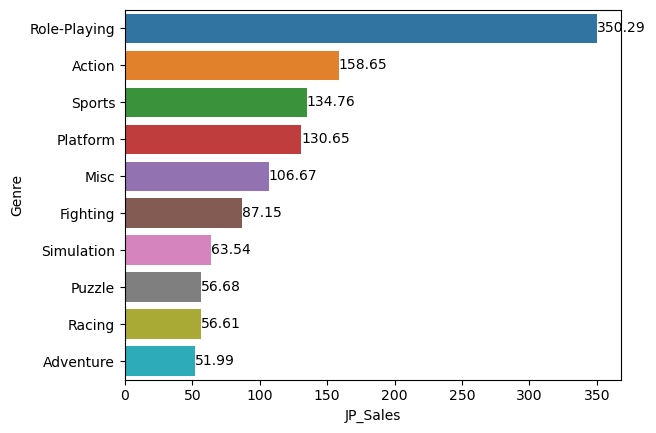 Role-Playing 350.29
Action 158.65
Sports 134.76
Platform 130.65
Misc 106.67
Fighting 87.15
Simulation 63.54
Puzzle 56.68
Racing 56.61
Adventure 51.99
Genre
0 50 100 150 200 250 300 350
JP_Sales